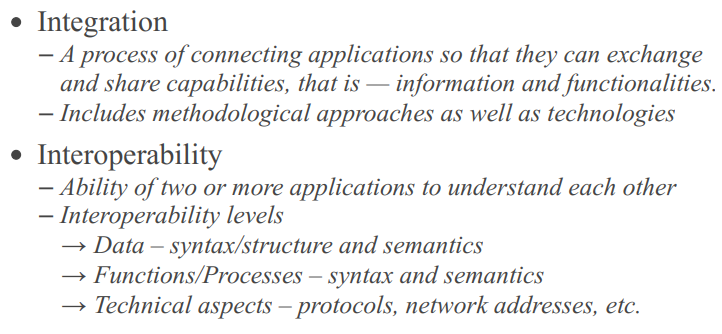 • Integration
– A process of connecting applications so that they can exchange
and share capabilities, that is — information and functionalities.
– Includes methodological approaches as well as technologies
• Interoperability
– Ability of two or more applications to understand each other
– Interoperability levels
→ Data – syntax/structure and semantics
→ Functions/Processes – syntax and semantics
→ Technical aspects – protocols, network addresses, etc.